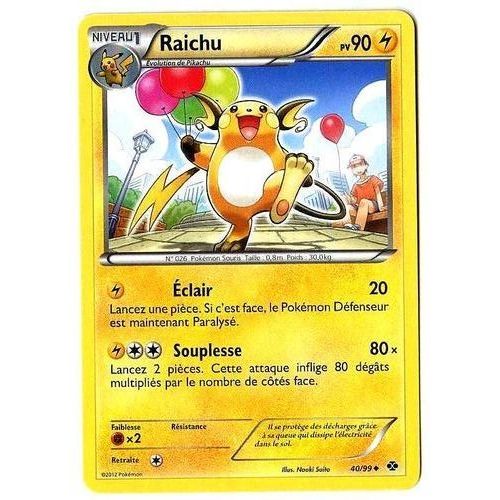 NIVEAU 1
Raichu
PV90
Évolution de Pikachu
N° 026 Pokémon Souris Taille : 0,8m Poids : 30,0kg
Éclair 20
Lancez une pièce. Si c'est face, le Pokémon Défenseur
est maintenant Paralysé.
Souplesse 80x
Lancez 2 pièces. Cette attaque inflige 80 dégâts
multipliés par le nombre de côtés face.
Faiblesse Résistance
×2
Il se protège des décharges grâce
à sa queue qui dissipe l'électricité
dans le sol.
Retraite
Illus. Naoki Saito
40/99
©2012 Pokémon